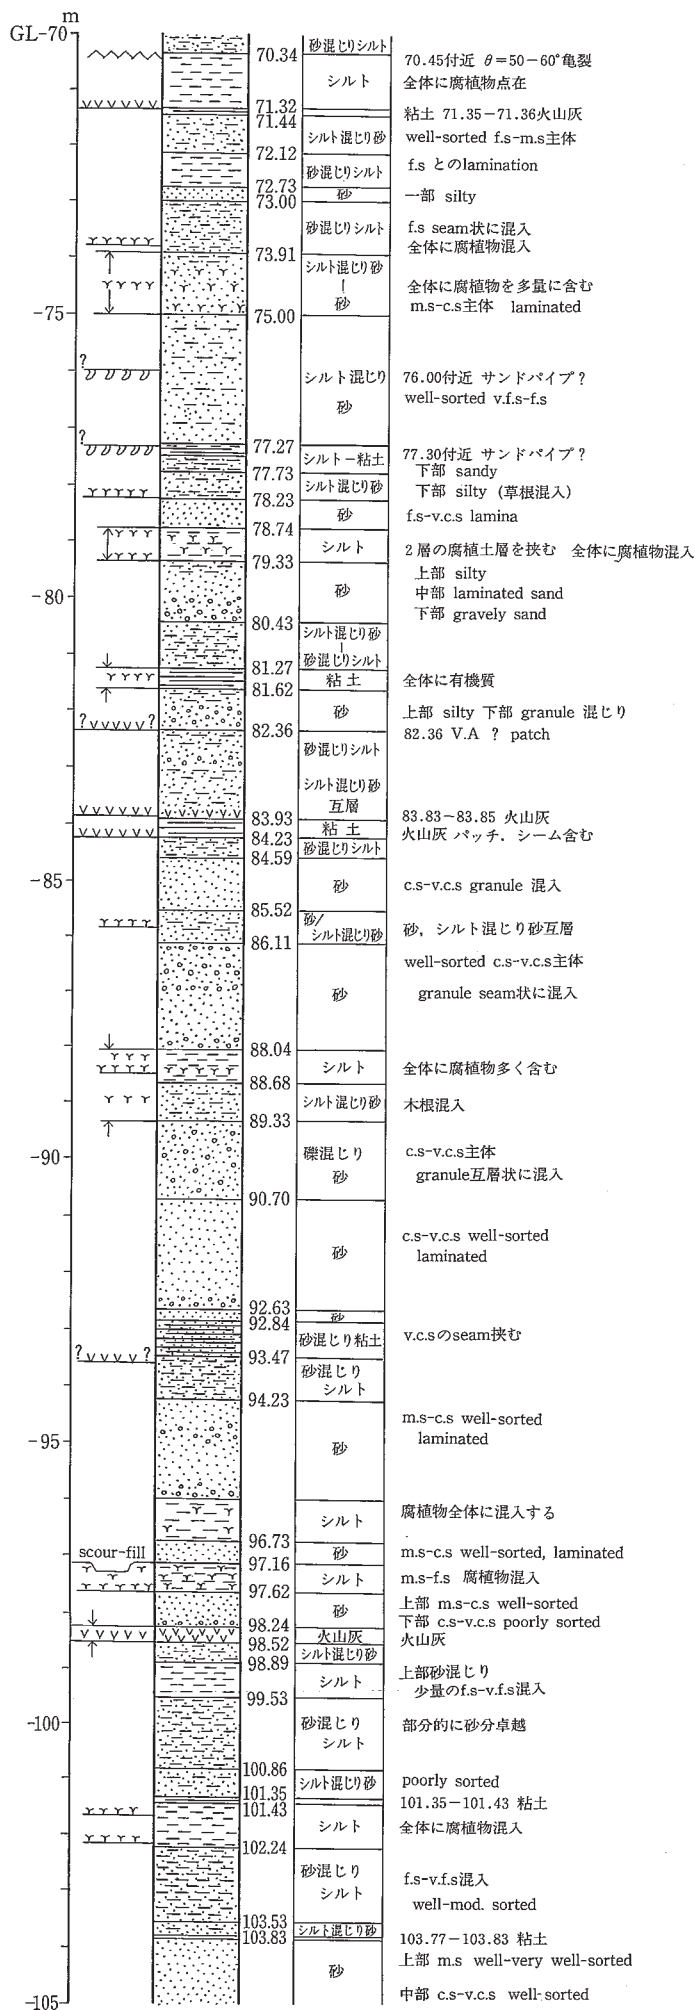 m
GL-70
砂混じりシルト
70.34
70.45付近 θ=50-60°亀裂
シルト
全体に腐植物点在
71.32
粘土 71.35-71.36火山灰
71.44
シルト混じり砂
well-sorted f.s-m.s主体
72.12
砂混じりシルト
f.s とのlamination
72.73
砂
一部 silty
73.00
砂混じりシルト
f.s seam状に混入
全体に腐植物混入
73.91
シルト混じり砂
|
砂
全体に腐植物を多量に含む
m.s-c.s主体 laminated
-75
75.00
?
シルト混じり
砂
76.00付近 サンドパイプ?
well-sorted v.f.s-f.s
?
77.27
シルト-粘土
77.30付近 サンドパイプ?
下部 sandy
77.73
シルト混じり砂
下部 silty (草根混入)
78.23
砂
f.s-v.c.s lamina
78.74
シルト
2層の腐植土層を挟む 全体に腐植物混入
79.33
-80
砂
上部 silty
中部 laminated sand
下部 gravely sand
80.43
シルト混じり砂
|
砂混じりシルト
81.27
粘土
全体に有機質
81.62
砂
上部 silty 下部 granule 混じり
? ?
82.36
82.36 V.A ? patch
砂混じりシルト
シルト混じり砂
互層
83.93
83.83-83.85 火山灰
粘土
火山灰 パッチ. シーム含む
84.23
砂混じりシルト
84.59
-85
砂
c.s-v.c.s granule 混入
85.52
砂/
シルト混じり砂
砂, シルト混じり砂互層
86.11
砂
well-sorted c.s-v.c.s主体
granule seam状に混入
88.04
シルト
全体に腐植物多く含む
88.68
シルト混じり砂
木根混入
89.33
-90
礫混じり
砂
c.s-v.c.s主体
granule互層状に混入
90.70
砂
c.s-v.c.s well-sorted
laminated
92.63
砂
92.84
砂混じり粘土
v.c.sのseam挟む
? ?
93.47
砂混じり
シルト
94.23
-95
砂
m.s-c.s well-sorted
laminated
シルト
腐植物全体に混入する
96.73
scour-fill
砂
m.s-c.s well-sorted, laminated
97.16
シルト
m.s-f.s 腐植物混入
97.62
砂
上部 m.s-c.s well-sorted
下部 c.s-v.c.s poorly sorted
98.24
火山灰
火山灰
98.52
シルト混じり砂
98.89
シルト
上部砂混じり
少量のf.s-v.f.s混入
99.53
-100
砂混じり
シルト
部分的に砂分卓越
100.86
シルト混じり砂
poorly sorted
101.35
101.35-101.43 粘土
101.43
シルト
全体に腐植物混入
102.24
砂混じり
シルト
f.s-v.f.s混入
well-mod. sorted
103.53
シルト混じり砂
103.83
103.77-103.83 粘土
砂
上部 m.s well-very well-sorted
中部 c.s-v.c.s well-sorted
-105